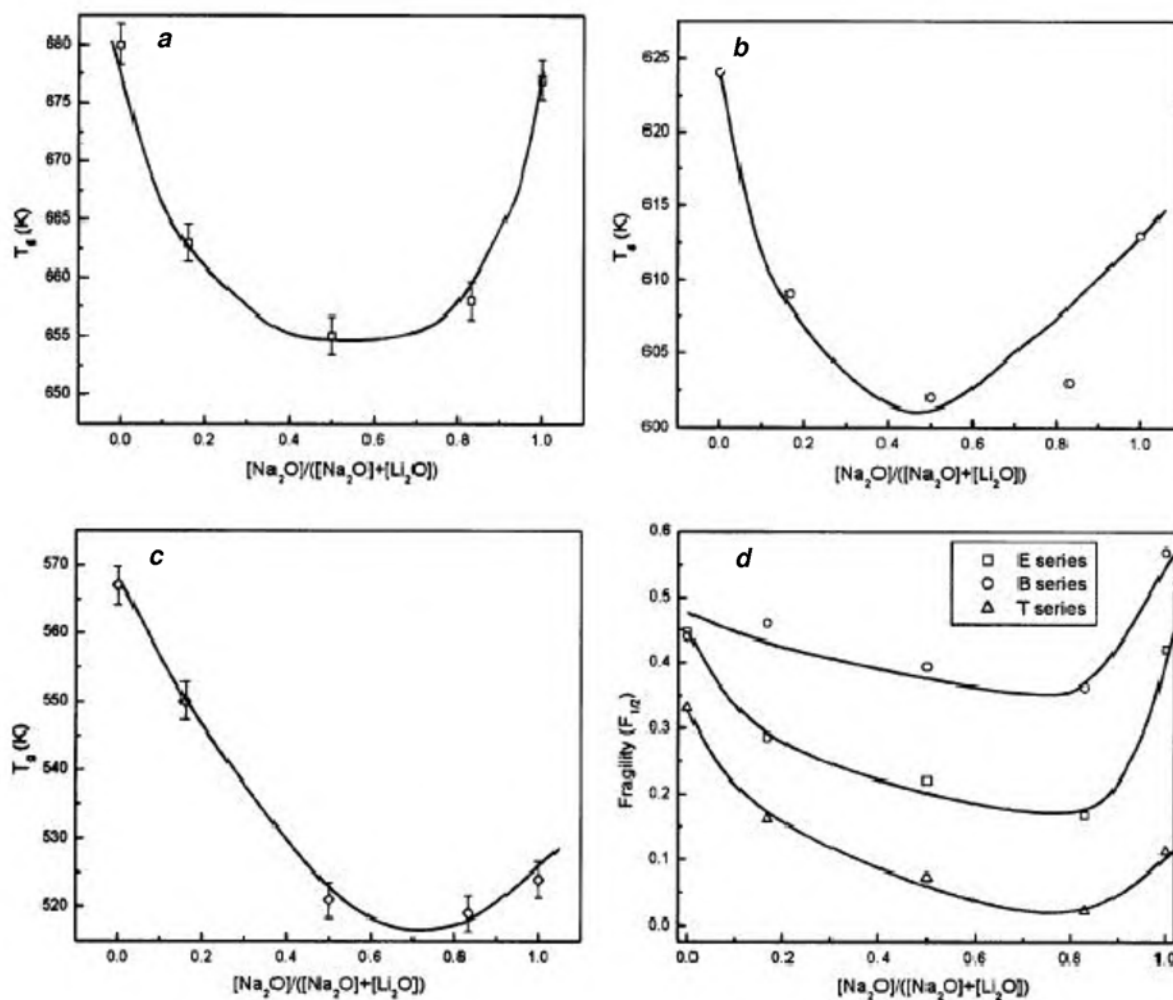 a
680
675
670
665
660
655
650
T_g (K)
0.0 0.2 0.4 0.6 0.8 1.0
[Na₂O]/([Na₂O]+[Li₂O])
b
625
620
615
610
605
600
T_g (K)
0.0 0.2 0.4 0.6 0.8 1.0
[Na₂O]/([Na₂O]+[Li₂O])
c
570
560
550
540
530
520
T_g (K)
0.0 0.2 0.4 0.6 0.8 1.0
[Na₂O]/([Na₂O]+[Li₂O])
d
E series
B series
T series
0.6
0.5
0.4
0.3
0.2
0.1
0.0
Fragility (F₁/₂)
0.0 0.2 0.4 0.6 0.8 1.0
[Na₂O]/([Na₂O]+[Li₂O])